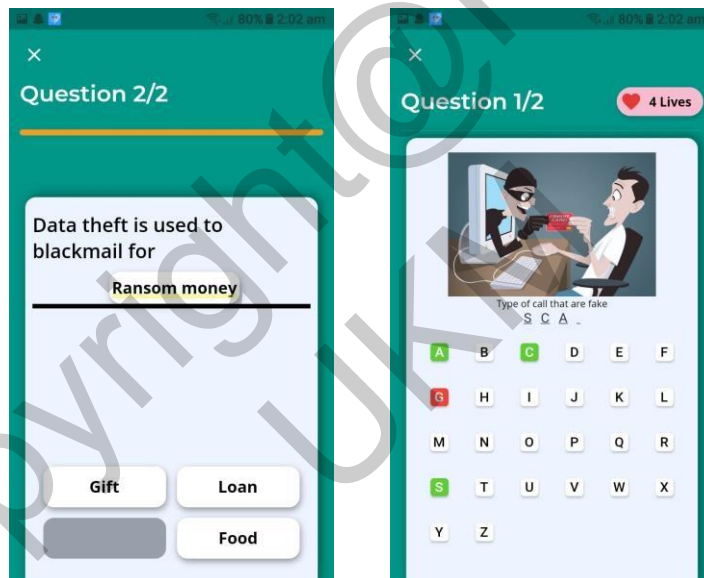 80% 2:02 am
Question 2/2
Data theft is used to
blackmail for
Ransom money
Gift
Loan
Food
80% 2:02 am
Question 1/2
4 Lives
Type of call that are fake
S C A _
A B C D E F
G H I J K L
M N O P Q R
S T U V W X
Y Z